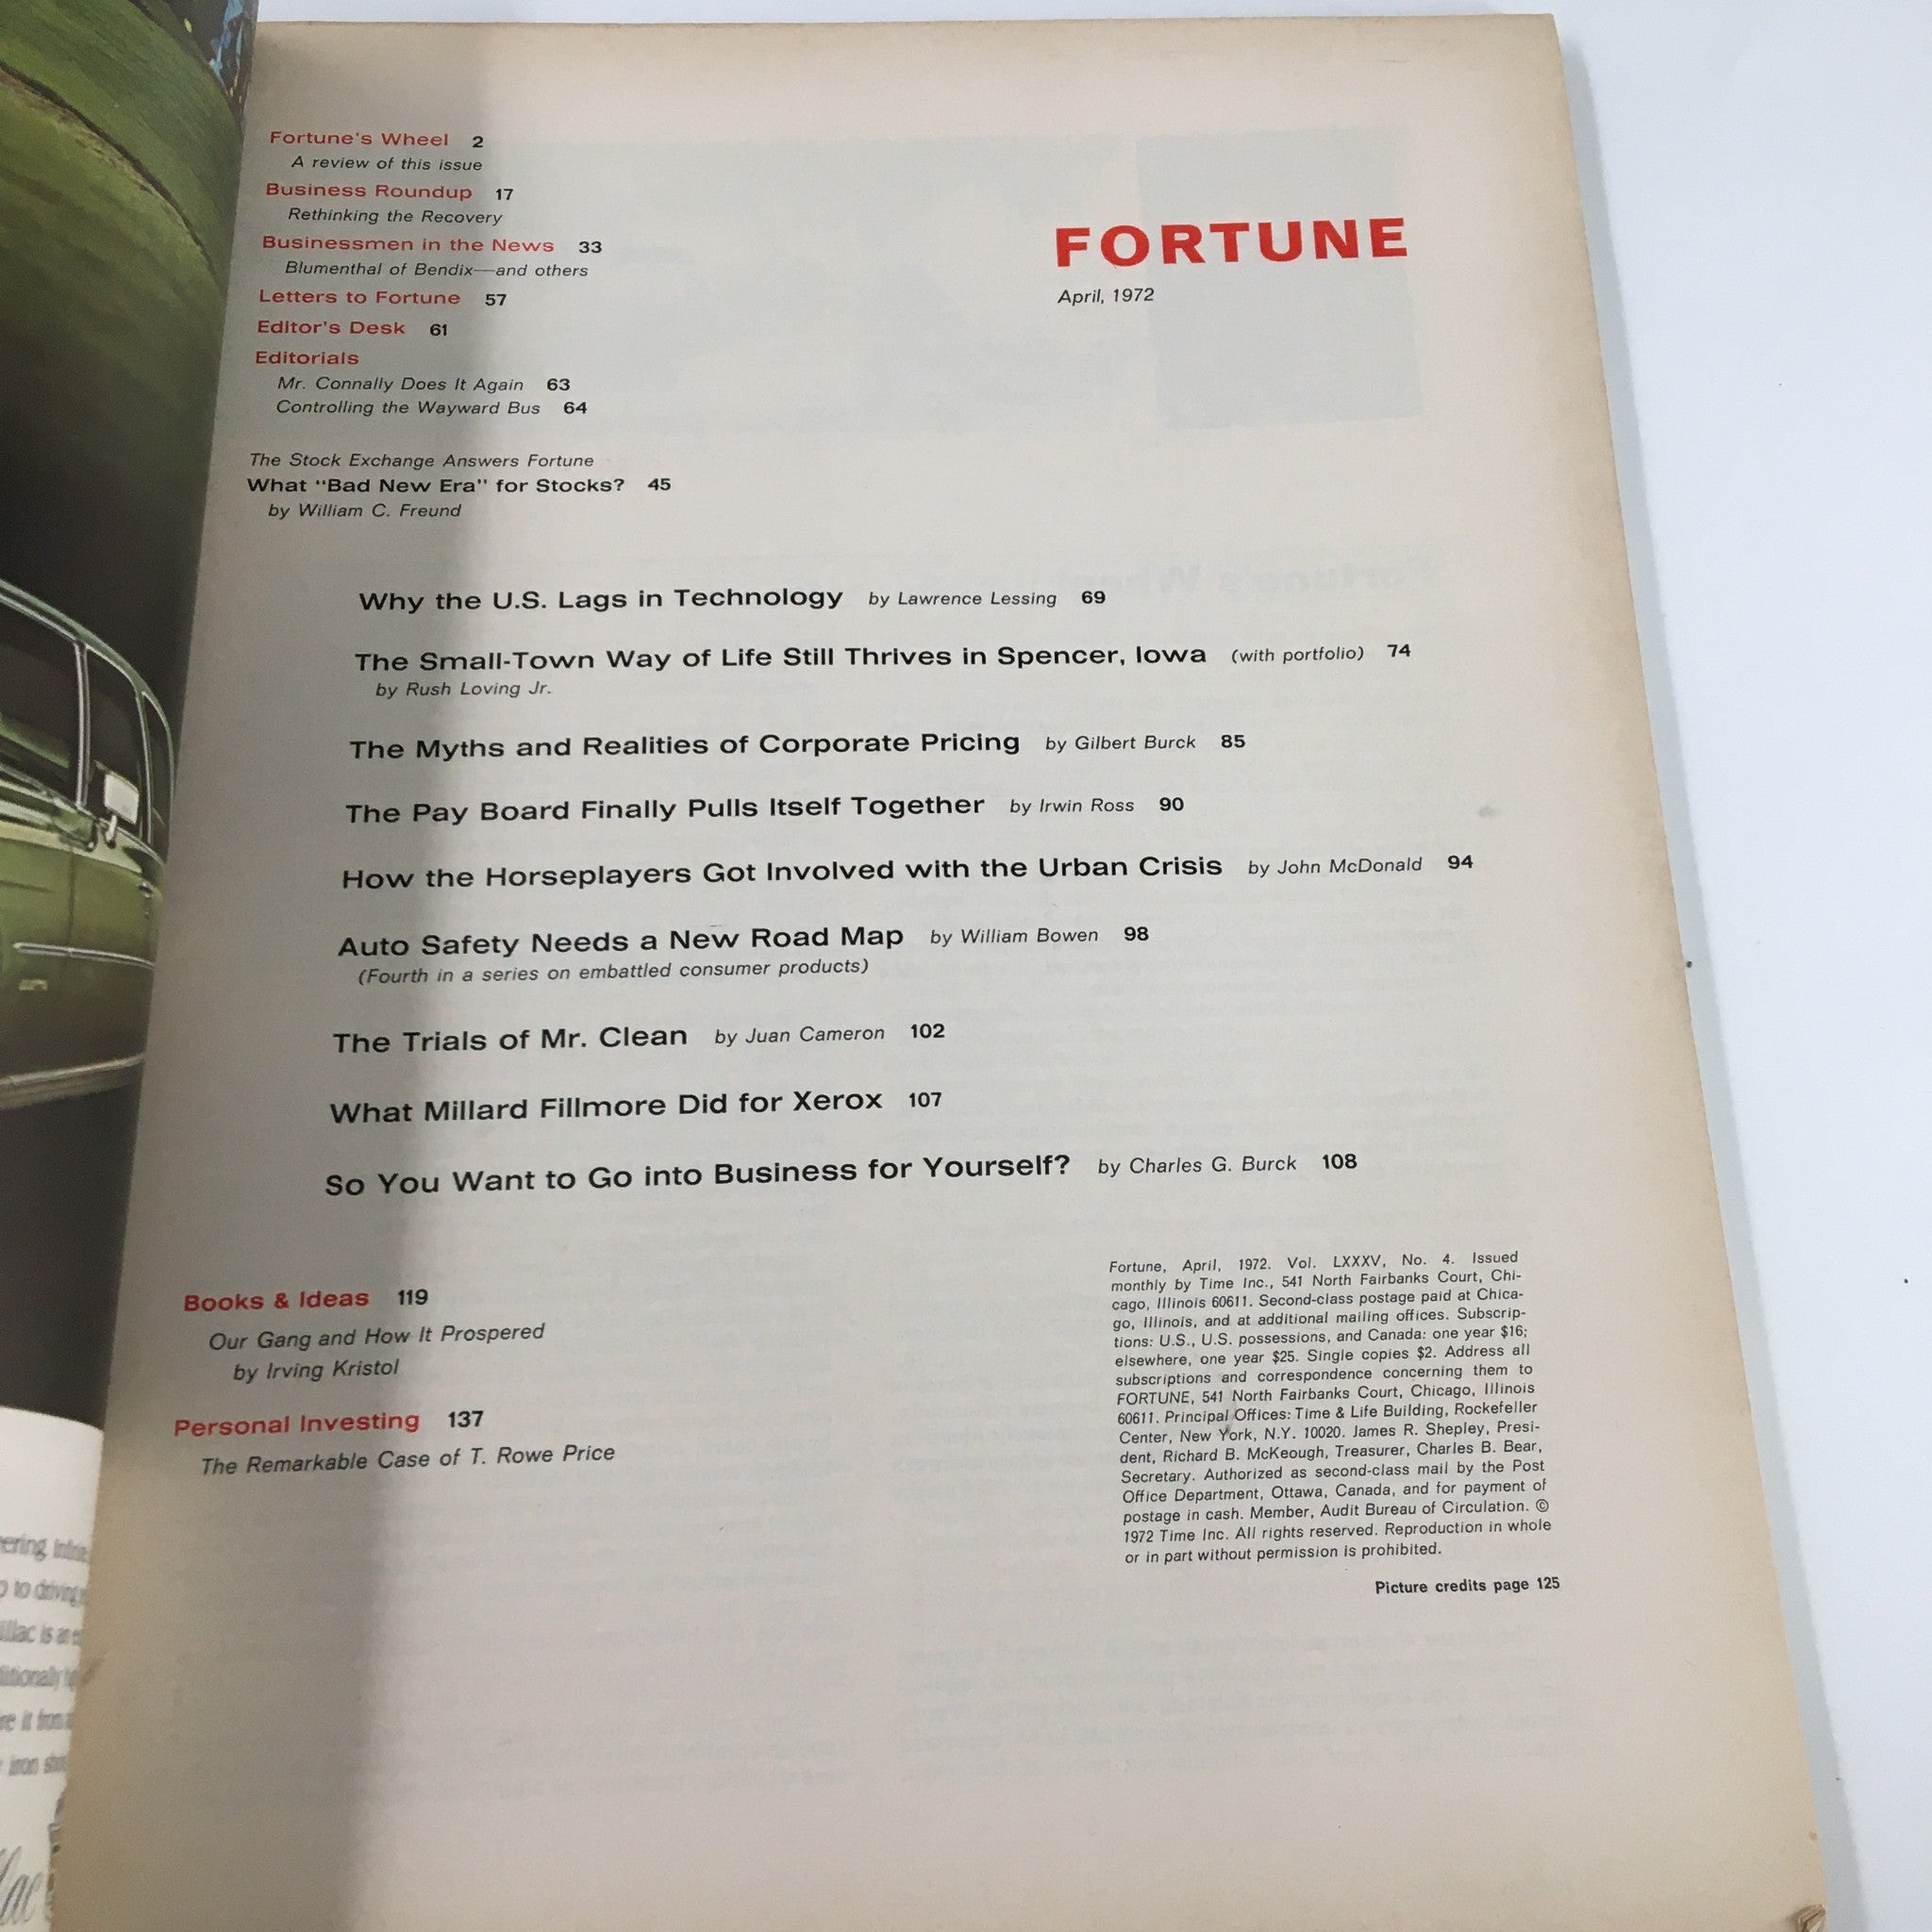 Fortune's Wheel 2
A review of this issue
Business Roundup 17
Rethinking the Recovery
Businessmen in the News 33
Blumenthal of Bendix—and others
Letters to Fortune 57
Editor's Desk 61
Editorials
Mr. Connally Does It Again 63
Controlling the Wayward Bus 64
The Stock Exchange Answers Fortune
What "Bad New Era" for Stocks? 45
by William C. Freund
FORTUNE
April, 1972
Why the U.S. Lags in Technology by Lawrence Lessing 69
The Small-Town Way of Life Still Thrives in Spencer, Iowa (with portfolio) 74
by Rush Loving Jr.
The Myths and Realities of Corporate Pricing by Gilbert Burck 85
The Pay Board Finally Pulls Itself Together by Irwin Ross 90
How the Horseplayers Got Involved with the Urban Crisis by John McDonald 94
Auto Safety Needs a New Road Map by William Bowen 98
(Fourth in a series on embattled consumer products)
The Trials of Mr. Clean by Juan Cameron 102
What Millard Fillmore Did for Xerox 107
So You Want to Go into Business for Yourself? by Charles G. Burck 108
Books & Ideas 119
Our Gang and How It Prospered
by Irving Kristol
Personal Investing 137
The Remarkable Case of T. Rowe Price
Fortune, April, 1972. Vol. LXXXV, No. 4. Issued
monthly by Time Inc., 541 North Fairbanks Court, Chi-
cago, Illinois 60611. Second-class postage paid at Chica-
go, Illinois, and at additional mailing offices. Subscrip-
tions: U.S., U.S. possessions, and Canada: one year $16;
elsewhere, one year $25. Single copies $2. Address all
subscriptions and correspondence concerning them to
FORTUNE, 541 North Fairbanks Court, Chicago, Illinois
60611. Principal Offices: Time & Life Building, Rockefeller
Center, New York, N.Y. 10020. James R. Shepley, Presi-
dent, Richard B. McKeough, Treasurer, Charles B. Bear,
Secretary. Authorized as second-class mail by the Post
Office Department, Ottawa, Canada, and for payment of
postage in cash. Member, Audit Bureau of Circulation. ©
1972 Time Inc. All rights reserved. Reproduction in whole
or in part without permission is prohibited.
Picture credits page 125
to driving
is an
it from
iron